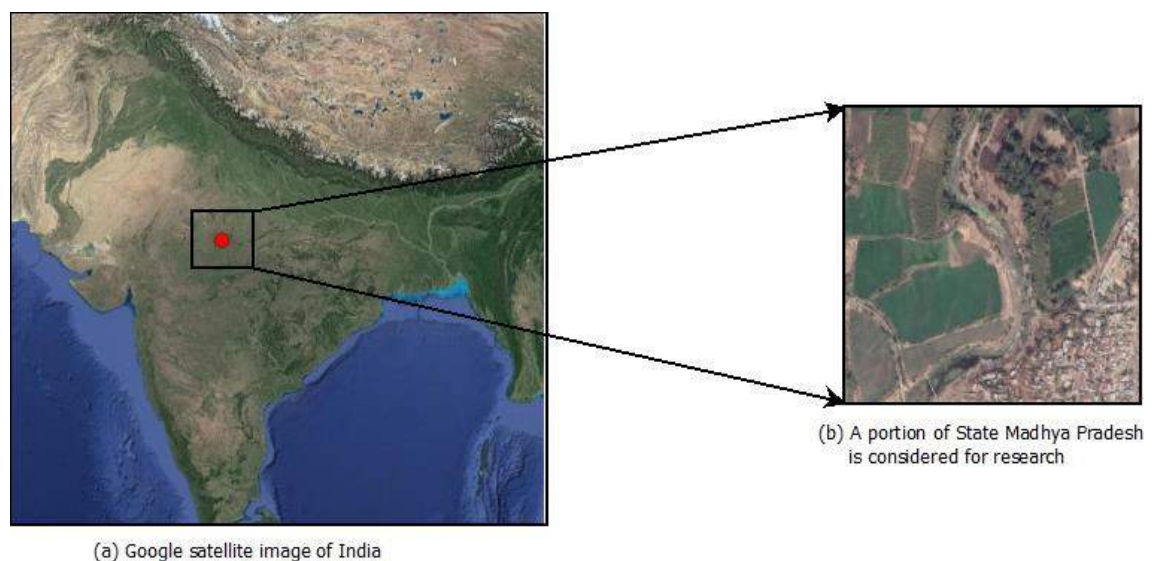 (b) A portion of State Madhya Pradesh
is considered for research
(a) Google satellite image of India